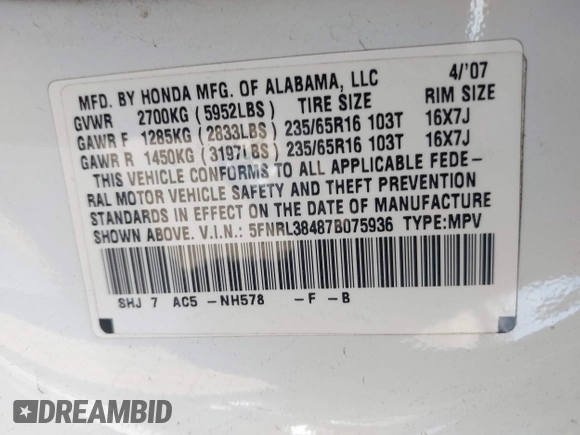 MFD. BY HONDA MFG. OF ALABAMA, LLC 4/'07
GVWR 2700KG (5952LBS) TIRE SIZE RIM SIZE
GAWR F 1285KG (2833LBS) 235/65R16 103T 16X7J
GAWR R 1450KG (3197LBS) 235/65R16 103T 16X7J
THIS VEHICLE CONFORMS TO ALL APPLICABLE FEDE-
RAL MOTOR VEHICLE SAFETY AND THEFT PREVENTION
STANDARDS IN EFFECT ON THE DATE OF MANUFACTURE
SHOWN ABOVE. V.I.N.: 5FNRL38487B075936 TYPE:MPV
SHJ 7 AC5 -NH578 -F -B
DREAMBID